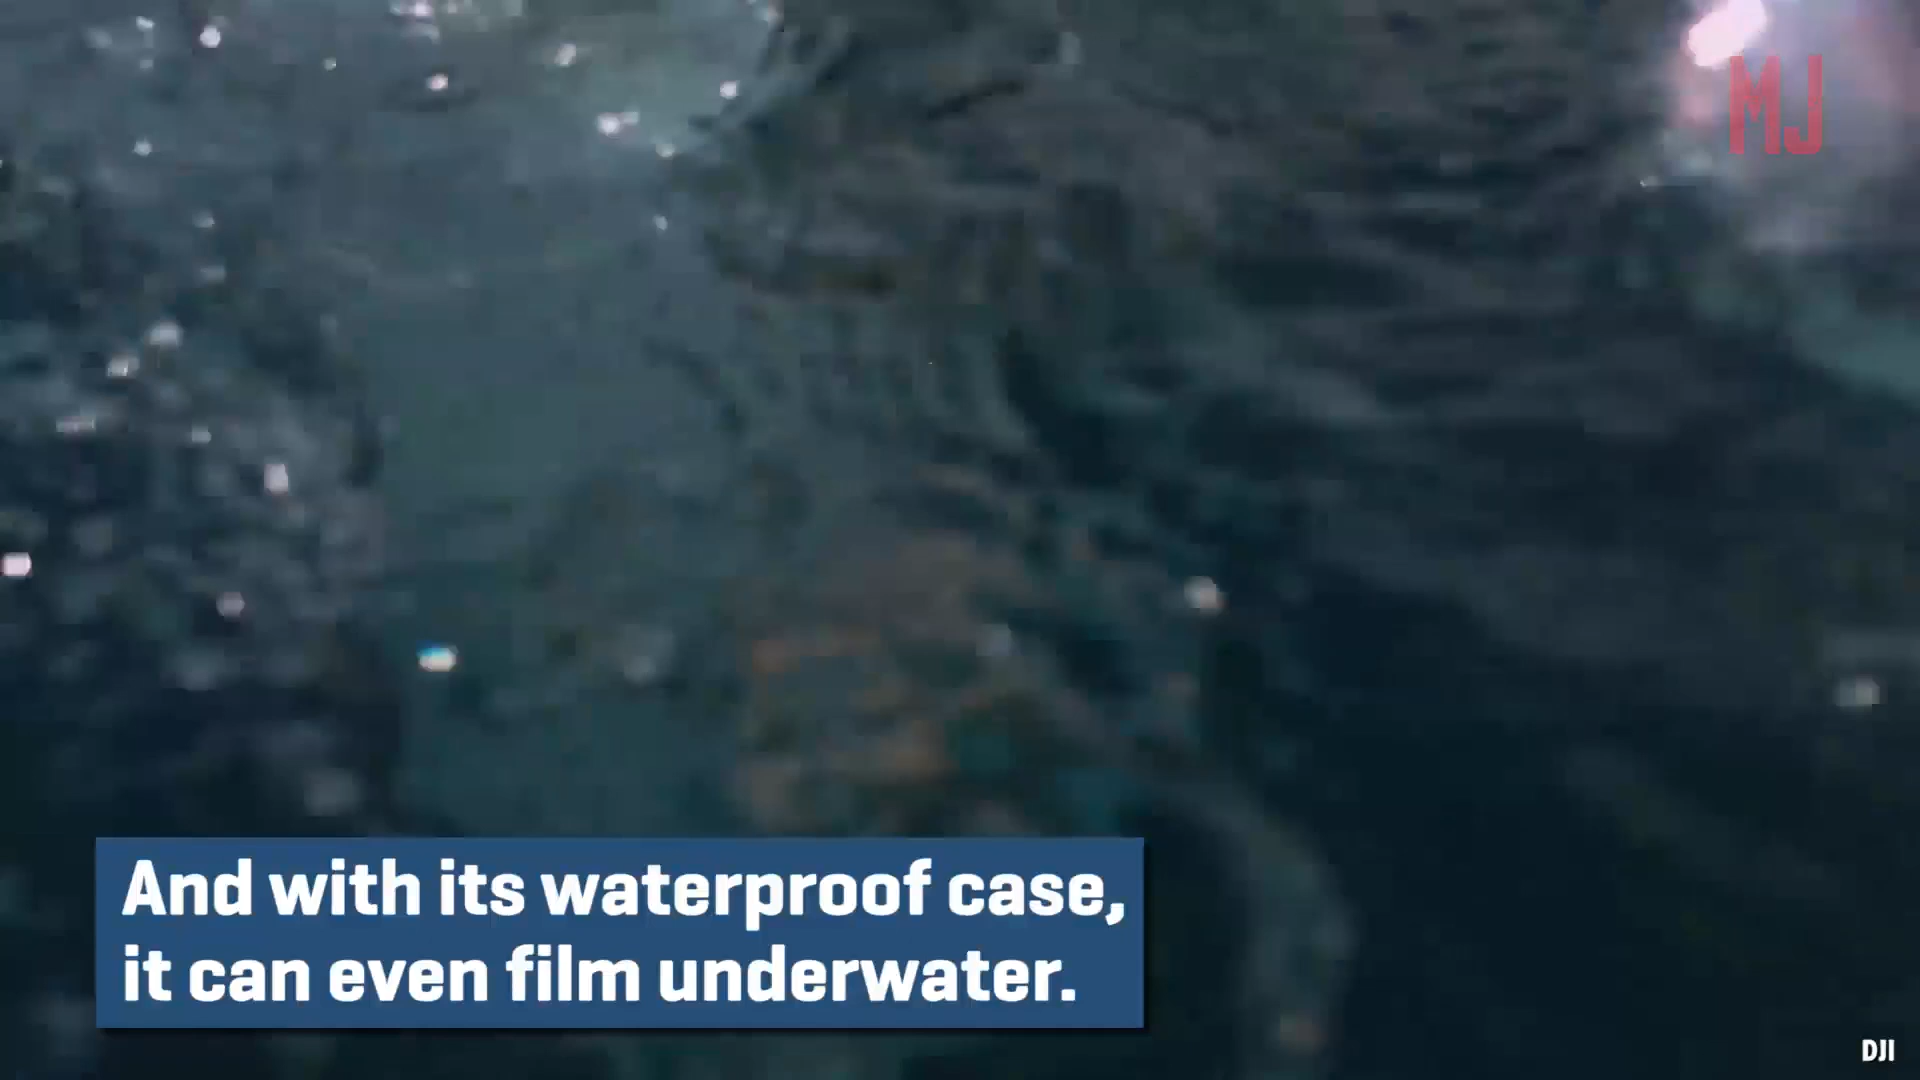 MJ
And with its waterproof case,
it can even film underwater.
DJI